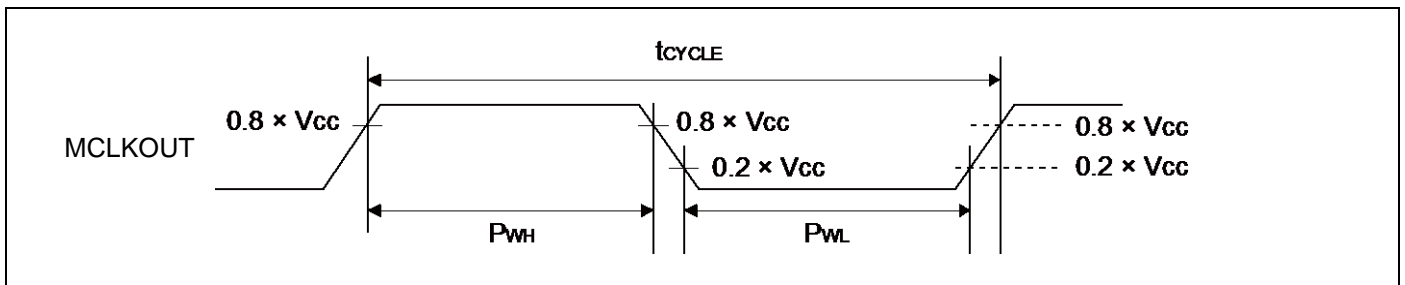 tCYCLE
0.8 × Vcc
0.8 × Vcc
0.8 × Vcc
MCLKOUT
0.2 × Vcc
0.2 × Vcc
PWH
PWL